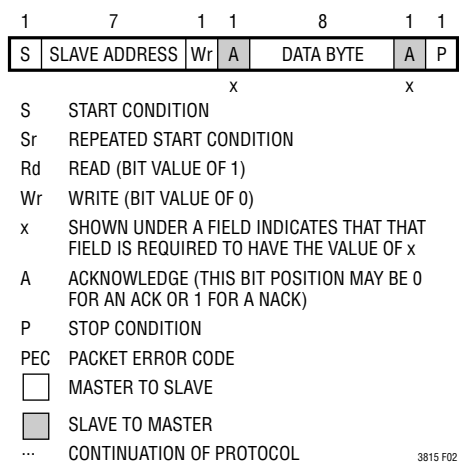 1 7 1 1 8 1 1
S SLAVE ADDRESS Wr A DATA BYTE A P
x x
S START CONDITION
Sr REPEATED START CONDITION
Rd READ (BIT VALUE OF 1)
Wr WRITE (BIT VALUE OF 0)
x SHOWN UNDER A FIELD INDICATES THAT THAT
FIELD IS REQUIRED TO HAVE THE VALUE OF x
A ACKNOWLEDGE (THIS BIT POSITION MAY BE 0
FOR AN ACK OR 1 FOR A NACK)
P STOP CONDITION
PEC PACKET ERROR CODE
MASTER TO SLAVE
SLAVE TO MASTER
... CONTINUATION OF PROTOCOL
3815 F02